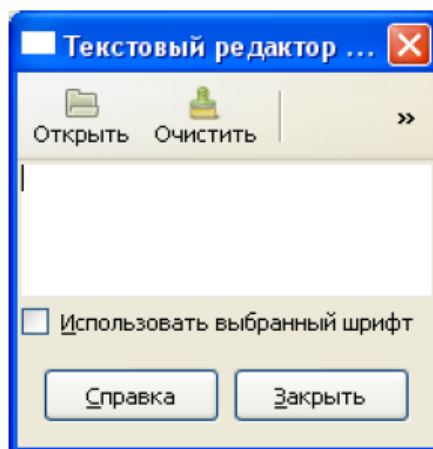 Текстовый редактор ...
Открыть Очистить »
Использовать выбранный шрифт
Справка Закрыть